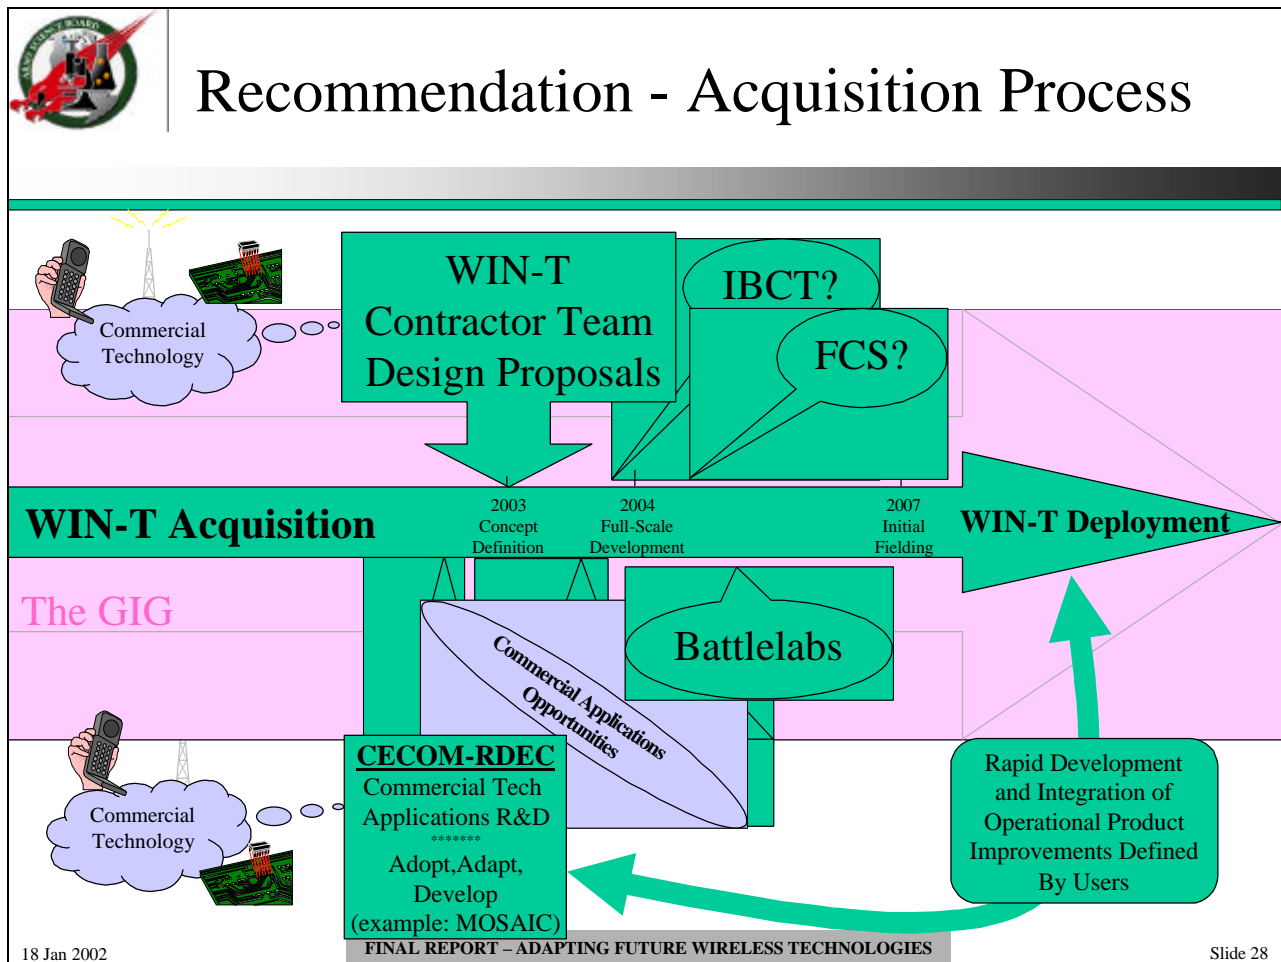 ARMY SCIENCE BOARD
Recommendation - Acquisition Process
Commercial
Technology
WIN-T
Contractor Team
Design Proposals
IBCT?
FCS?
WIN-T Acquisition
2003
Concept
Definition
2004
Full-Scale
Development
2007
Initial
Fielding
WIN-T Deployment
The GIG
Commercial Applications
Opportunities
Battlelabs
CECOM-RDEC
Commercial Tech
Applications R&D
*******
Adopt,Adapt,
Develop
(example: MOSAIC)
Commercial
Technology
Rapid Development
and Integration of
Operational Product
Improvements Defined
By Users
18 Jan 2002
FINAL REPORT – ADAPTING FUTURE WIRELESS TECHNOLOGIES
Slide 28